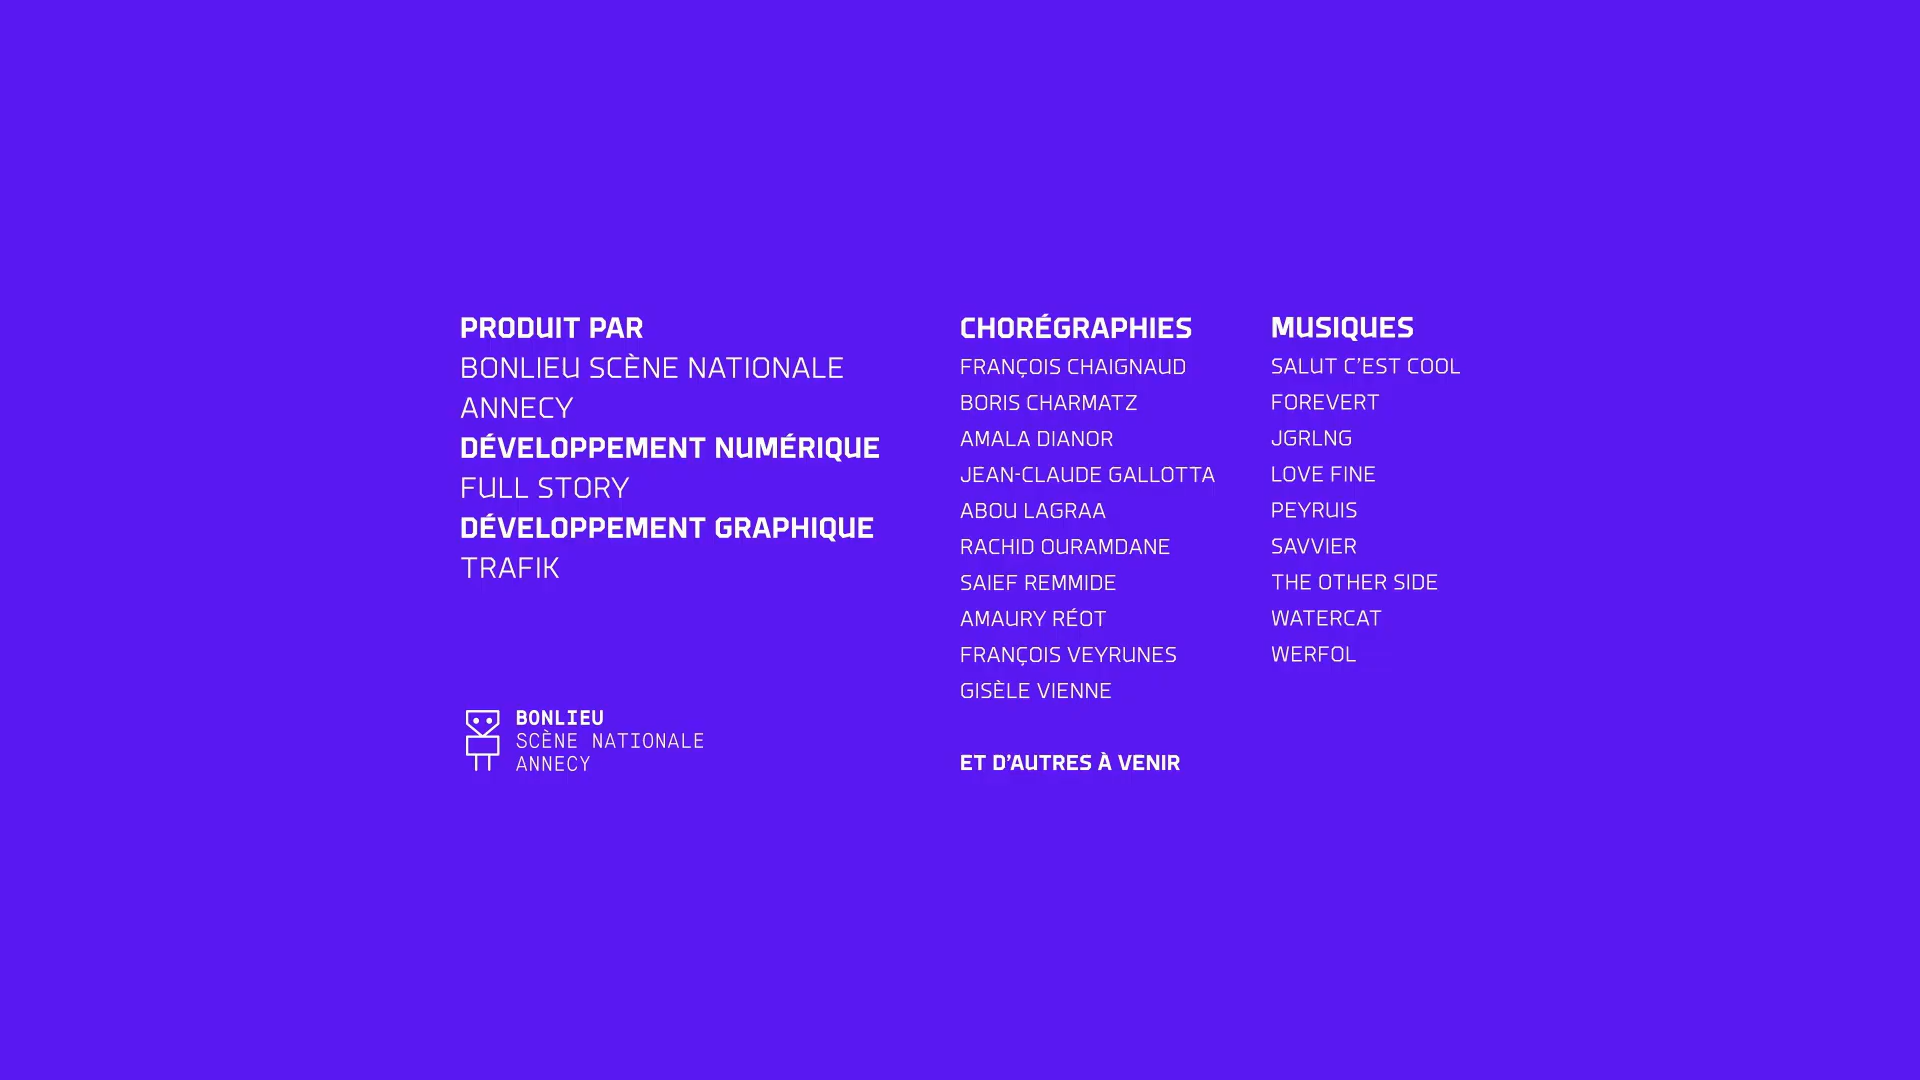 PRODUIT PAR
BONLIEU SCÈNE NATIONALE
ANNECY
DÉVELOPPEMENT NUMÉRIQUE
FULL STORY
DÉVELOPPEMENT GRAPHIQUE
TRAFIK
BONLIEU
SCÈNE NATIONALE
ANNECY
CHORÉGRAPHIES
FRANÇOIS CHAIGNAUD
BORIS CHARMATZ
AMALA DIANOR
JEAN-CLAUDE GALLOTTA
ABOU LAGRAA
RACHID OURAMDANE
SAIEF REMMIDE
AMAURY RÉOT
FRANÇOIS VEYRUNES
GISÈLE VIENNE
ET D’AUTRES À VENIR
MUSIQUES
SALUT C’EST COOL
FOREVERT
JGRLNG
LOVE FINE
PEYRUIS
SAVVIER
THE OTHER SIDE
WATERCAT
WERFOL